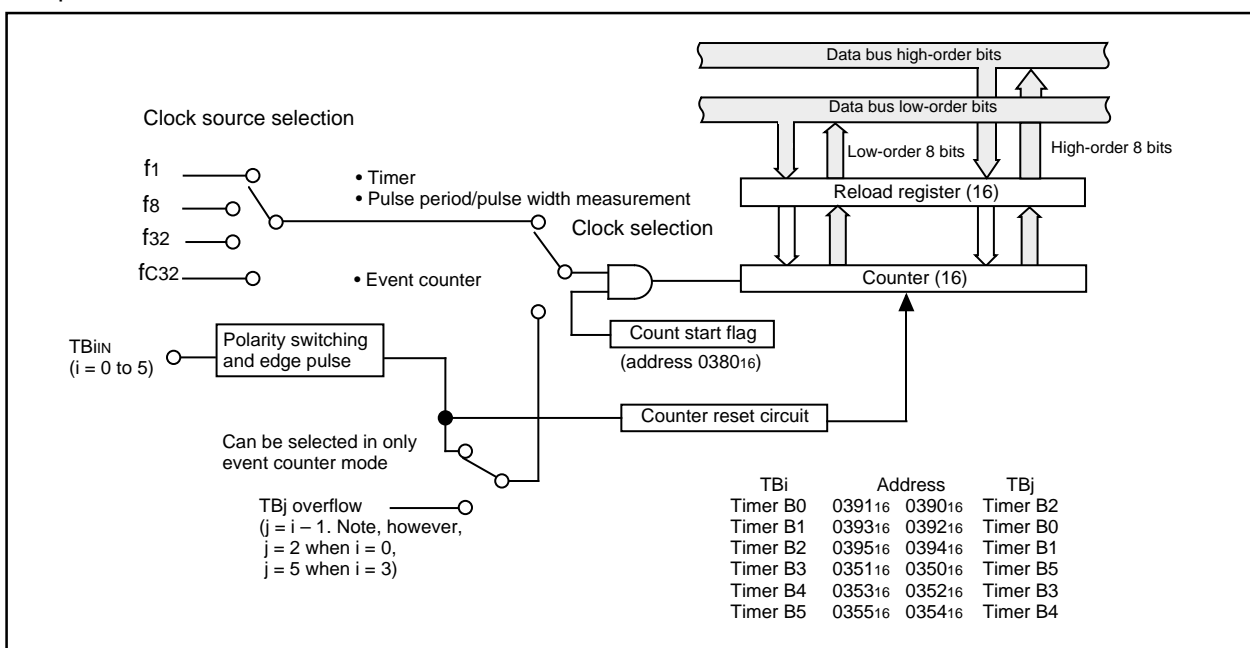 Data bus high-order bits
Data bus low-order bits
Clock source selection
Low-order 8 bits
High-order 8 bits
f1
• Timer
• Pulse period/pulse width measurement
Reload register (16)
f8
Clock selection
f32
fC32
• Event counter
Counter (16)
Count start flag
(address 038016)
TBiIN
(i = 0 to 5)
Polarity switching
and edge pulse
Counter reset circuit
Can be selected in only
event counter mode
TBj overflow
(j = i – 1. Note, however,
j = 2 when i = 0,
j = 5 when i = 3)
TBi Address TBj
Timer B0 039116 039016 Timer B2
Timer B1 039316 039216 Timer B0
Timer B2 039516 039416 Timer B1
Timer B3 035116 035016 Timer B5
Timer B4 035316 035216 Timer B3
Timer B5 035516 035416 Timer B4